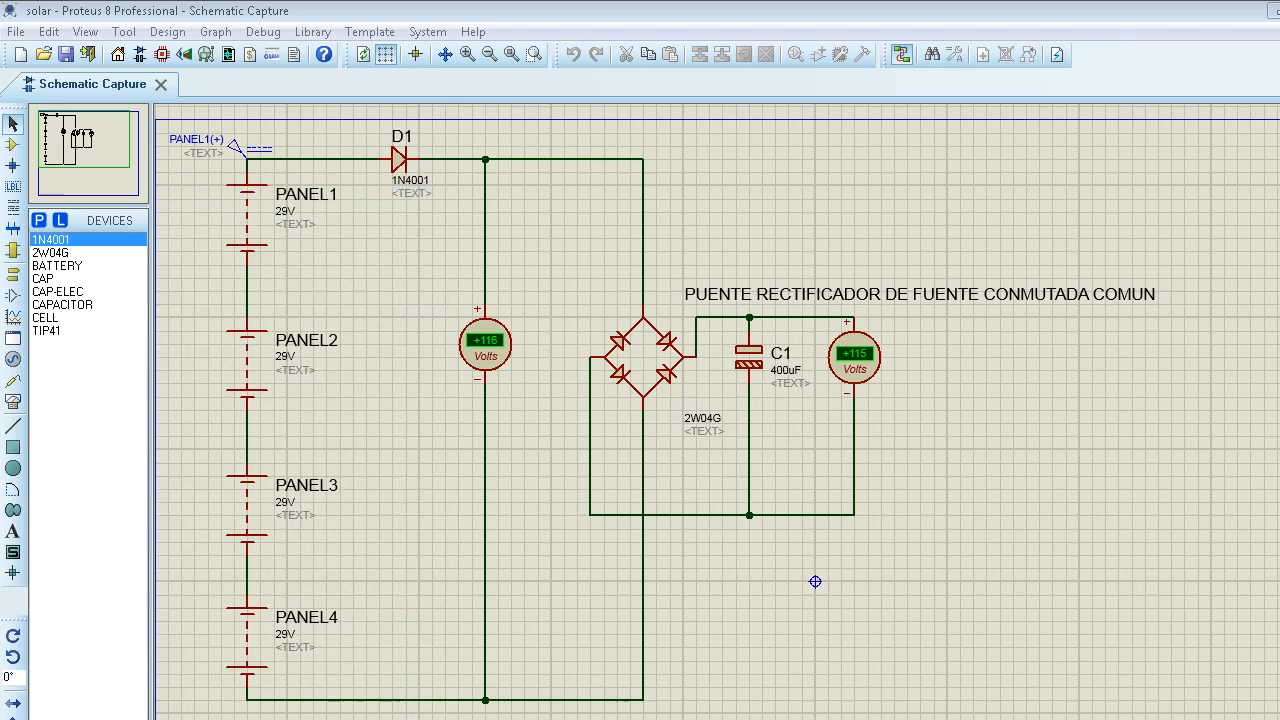 solar - Proteus 8 Professional - Schematic Capture
File Edit View Tool Design Graph Debug Library Template System Help
Schematic Capture
P L DEVICES
1N4001
2W04G
BATTERY
CAP
CAP-ELEC
CAPACITOR
CELL
TIP41
0°
PANEL1(+)
<TEXT>
D1
1N4001
<TEXT>
PANEL1
29V
<TEXT>
PANEL2
29V
<TEXT>
PANEL3
29V
<TEXT>
PANEL4
29V
<TEXT>
+
+116
Volts
−
PUENTE RECTIFICADOR DE FUENTE CONMUTADA COMUN
2W04G
<TEXT>
C1
400uF
<TEXT>
+
+115
Volts
−